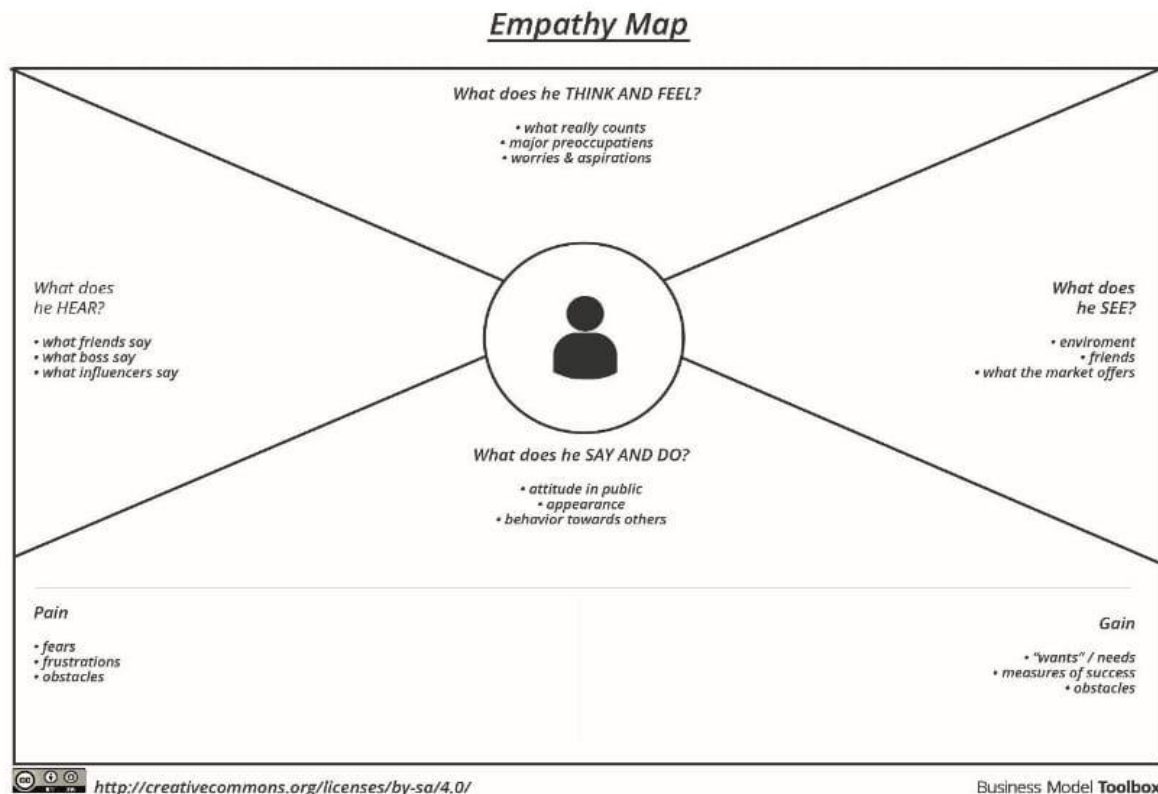 Empathy Map
What does he THINK AND FEEL?
• what really counts
• major preoccupatiens
• worries & aspirations
What does
he HEAR?
• what friends say
• what boss say
• what influencers say
What does
he SEE?
• enviroment
• friends
• what the market offers
What does he SAY AND DO?
• attitude in public
• appearance
• behavior towards others
Pain
• fears
• frustrations
• obstacles
Gain
• “wants” / needs
• measures of success
• obstacles
cc BY SA
http://creativecommons.org/licenses/by-sa/4.0/
Business Model Toolbox